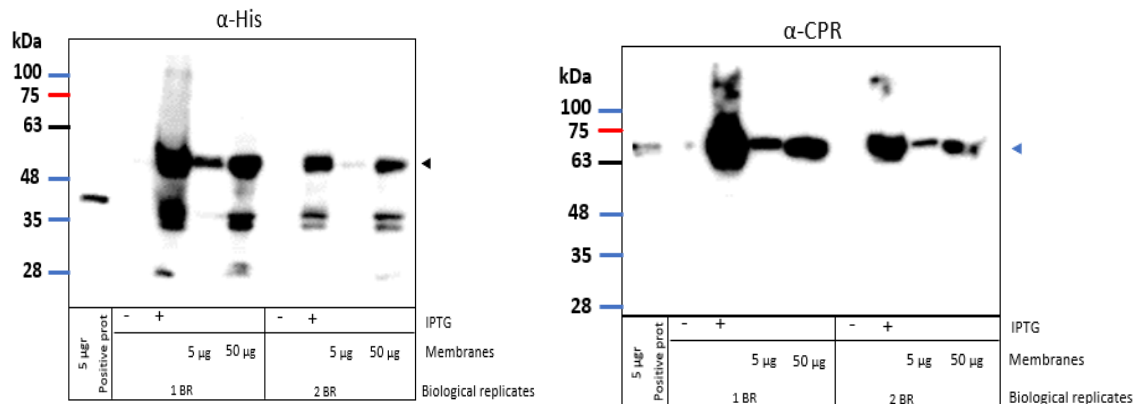 α-His
kDa
100
75
63
48
35
28
- + - + IPTG
5 µg 50 µg 5 µg 50 µg Membranes
1 BR 2 BR Biological replicates
5 µgr
Positive prot
α-CPR
kDa
100
75
63
48
35
28
- + - + IPTG
5 µg 50 µg 5 µg 50 µg Membranes
1 BR 2 BR Biological replicates
5 µgr
Positive prot